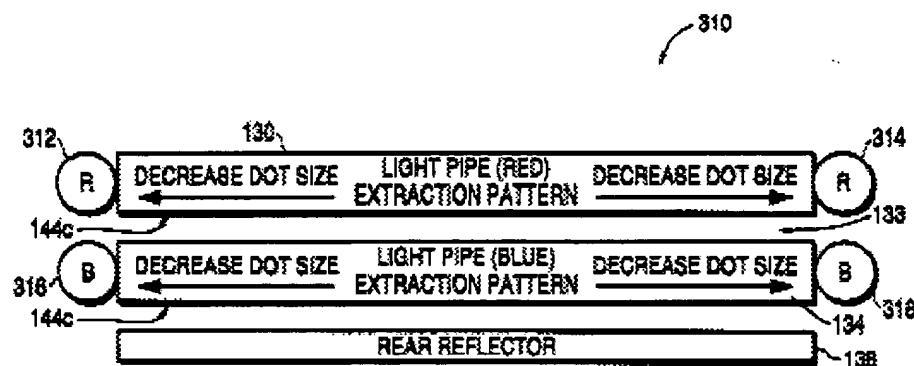 310
312
130
314
R
DECREASE DOT SIZE
LIGHT PIPE (RED)
EXTRACTION PATTERN
DECREASE DOT SIZE
R
144c
133
B
DECREASE DOT SIZE
LIGHT PIPE (BLUE)
EXTRACTION PATTERN
DECREASE DOT SIZE
B
316
318
144c
134
REAR REFLECTOR